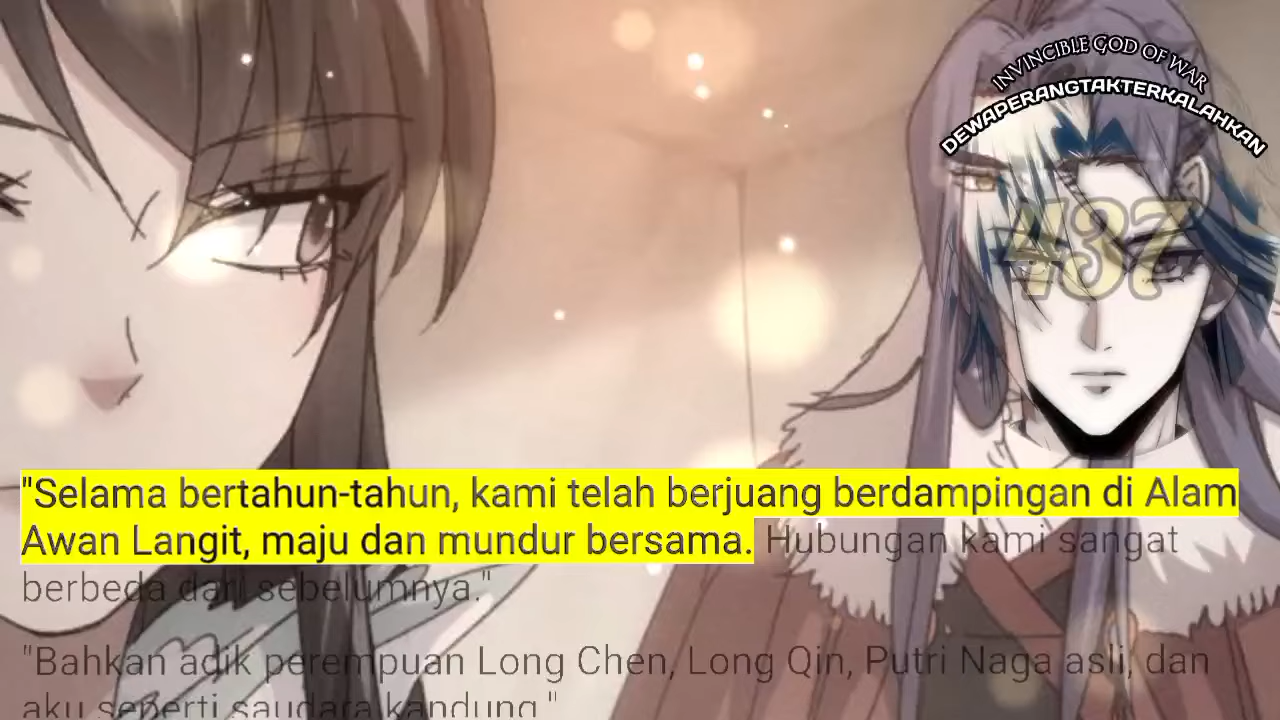 INVINCIBLE GOD OF WAR
DEWAPERANGTAKTERKALAHKAN
437
"Selama bertahun-tahun, kami telah berjuang berdampingan di Alam
Awan Langit, maju dan mundur bersama. Hubungan kami sangat
berbeda dari sebelumnya."
"Bahkan adik perempuan Long Chen, Long Qin, Putri Naga asli, dan
aku seperti saudara kandung."